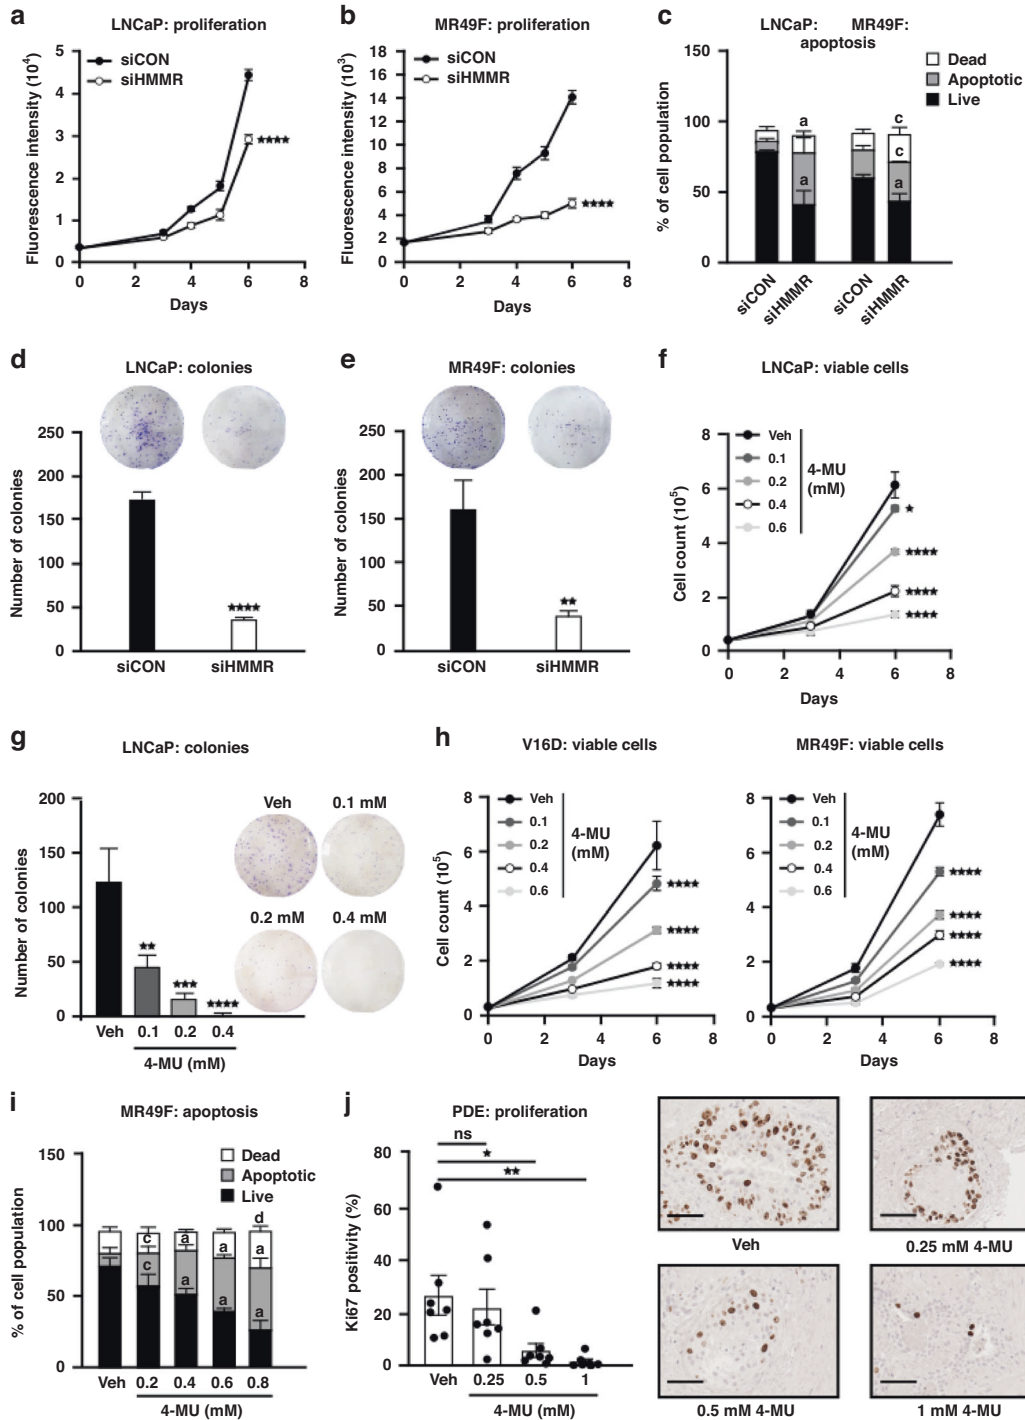 a
LNCaP: proliferation
Fluorescence intensity (10⁴)
5
4
3
2
1
0
siCON
siHMMR
★★★★
0 2 4 6 8
Days
b
MR49F: proliferation
Fluorescence intensity (10³)
18
16
14
12
10
8
6
4
2
0
siCON
siHMMR
★★★★
0 2 4 6 8
Days
c
LNCaP: MR49F:
apoptosis
% of cell population
150
100
50
0
Dead
Apoptotic
Live
a c
c
a a
siCON siHMMR siCON siHMMR
d
LNCaP: colonies
Number of colonies
250
200
150
100
50
0
★★★★
siCON siHMMR
e
MR49F: colonies
Number of colonies
250
200
150
100
50
0
★★
siCON siHMMR
f
LNCaP: viable cells
Cell count (10⁵)
8
6
4
2
0
Veh
0.1
0.2
0.4
0.6
4-MU
(mM)
★
★★★★
★★★★
★★★★
0 2 4 6 8
Days
g
LNCaP: colonies
Number of colonies
200
150
100
50
0
★★
★★★
★★★★
Veh 0.1 0.2 0.4
4-MU (mM)
Veh 0.1 mM
0.2 mM 0.4 mM
h
V16D: viable cells
Cell count (10⁵)
8
6
4
2
0
Veh
0.1
0.2
0.4
0.6
4-MU
(mM)
★★★★
★★★★
★★★★
★★★★
0 2 4 6 8
Days
MR49F: viable cells
8
6
4
2
0
Veh
0.1
0.2
0.4
0.6
4-MU
(mM)
★★★★
★★★★
★★★★
★★★★
0 2 4 6 8
Days
i
MR49F: apoptosis
% of cell population
150
100
50
0
Dead
Apoptotic
Live
d
c a a a
c a a a
Veh 0.2 0.4 0.6 0.8
4-MU (mM)
j
PDE: proliferation
Ki67 positivity (%)
80
60
40
20
0
ns
★
★★
Veh 0.25 0.5 1
4-MU (mM)
Veh 0.25 mM 4-MU
0.5 mM 4-MU 1 mM 4-MU